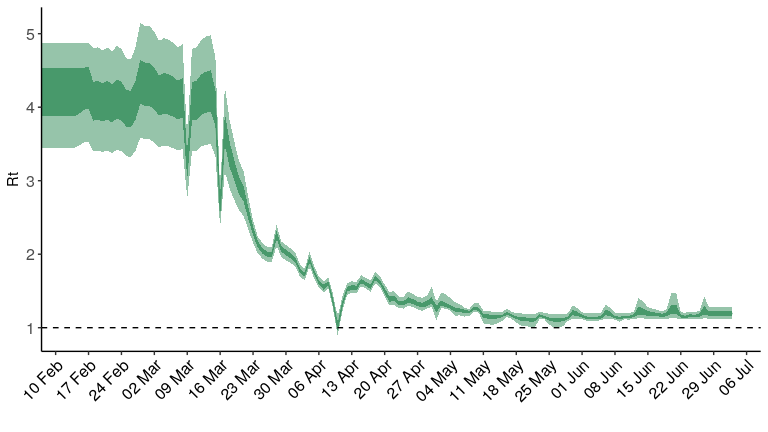 5
4
3
2
1
Rt
10 Feb
17 Feb
24 Feb
02 Mar
09 Mar
16 Mar
23 Mar
30 Mar
06 Apr
13 Apr
20 Apr
27 Apr
04 May
11 May
18 May
25 May
01 Jun
08 Jun
15 Jun
22 Jun
29 Jun
06 Jul